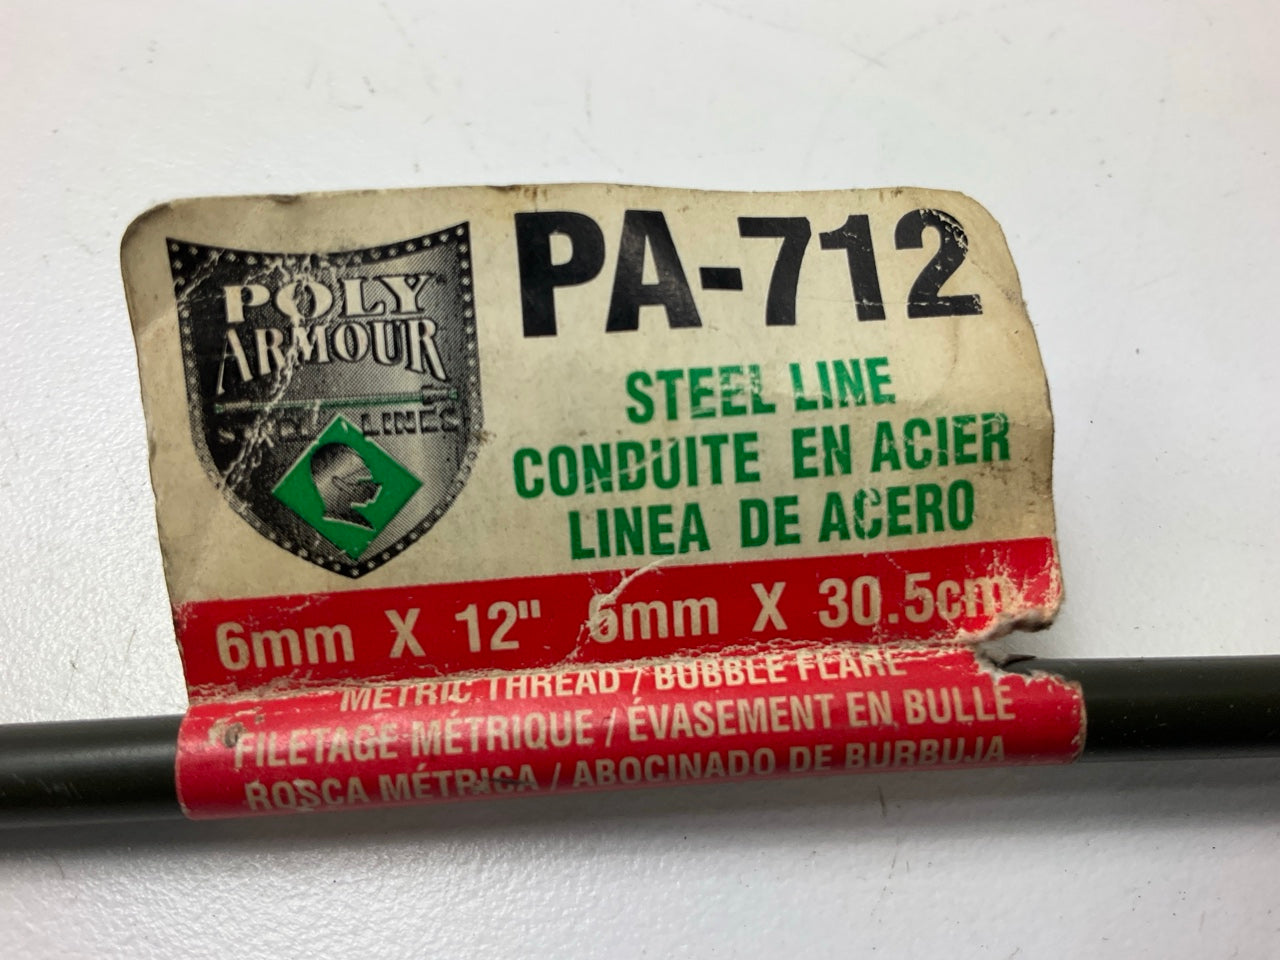 POLY
ARMOUR
PA-712
STEEL LINE
CONDUITE EN ACIER
LINEA DE ACERO
6mm X 12" 6mm X 30.5cm
METRIC THREAD / BUBBLE FLARE
FILETAGE MÉTRIQUE / ÉVASEMENT EN BULLE
ROSCA MÉTRICA / ABOCINADO DE BURBUJA